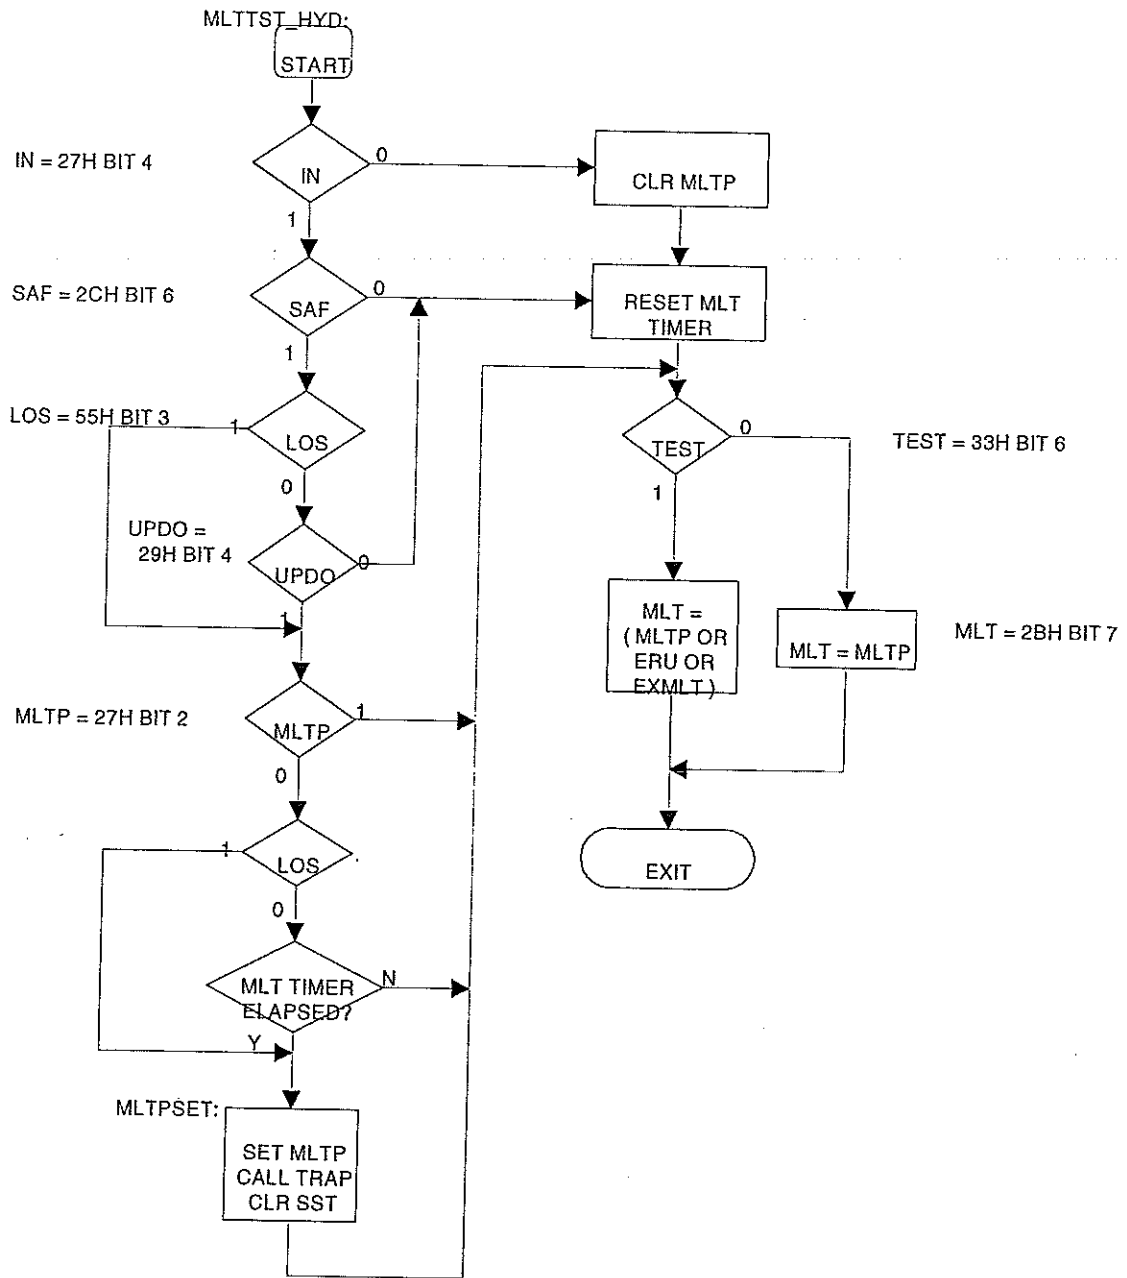 MLTTST_HYD:
START
IN = 27H BIT 4
IN
0
1
CLR MLTP
SAF = 2CH BIT 6
SAF
0
1
RESET MLT
TIMER
LOS = 55H BIT 3
1
LOS
0
TEST
0
1
TEST = 33H BIT 6
UPDO =
29H BIT 4
UPDO
0
1
MLT =
( MLTP OR
ERU OR
EXMLT )
MLT = MLTP
MLT = 2BH BIT 7
MLTP = 27H BIT 2
MLTP
1
0
1
LOS
0
EXIT
MLT TIMER
ELAPSED?
N
Y
MLTPSET:
SET MLTP
CALL TRAP
CLR SST